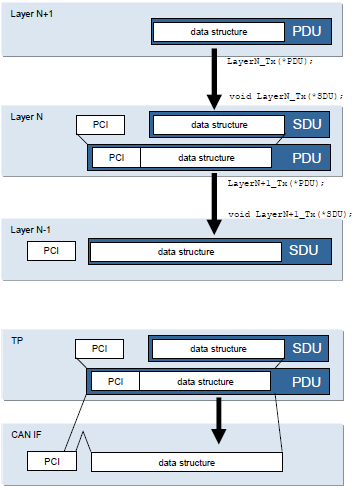 Layer N+1
data structure PDU
LayerN_Tx(*PDU);
void LayerN_Tx(*SDU);
Layer N
PCI data structure SDU
PCI data structure PDU
LayerN+1_Tx(*PDU);
void LayerN+1_Tx(*SDU);
Layer N-1
PCI data structure SDU
TP
PCI data structure SDU
PCI data structure PDU
CAN IF
PCI data structure